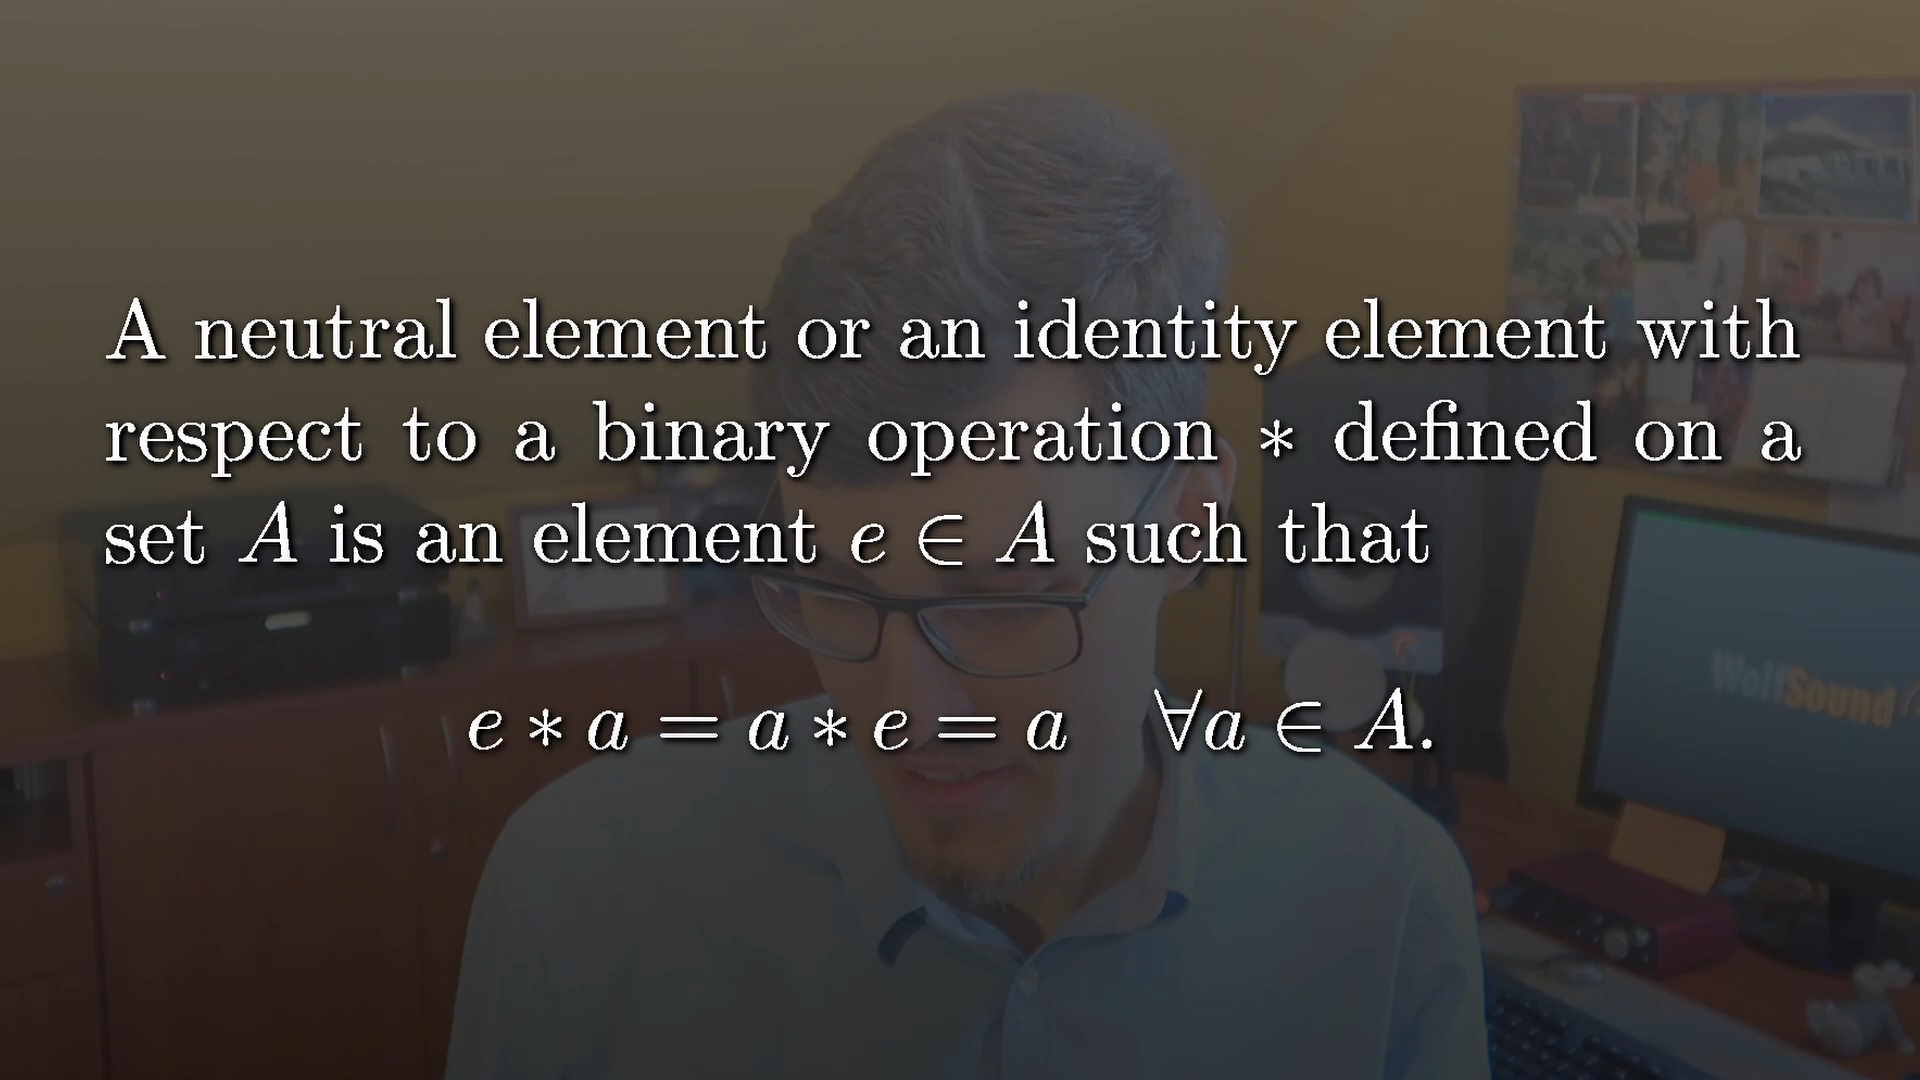 A neutral element or an identity element with
respect to a binary operation ∗ defined on a
set A is an element e ∈ A such that
e ∗ a = a ∗ e = a ∀a ∈ A.
WolfSound